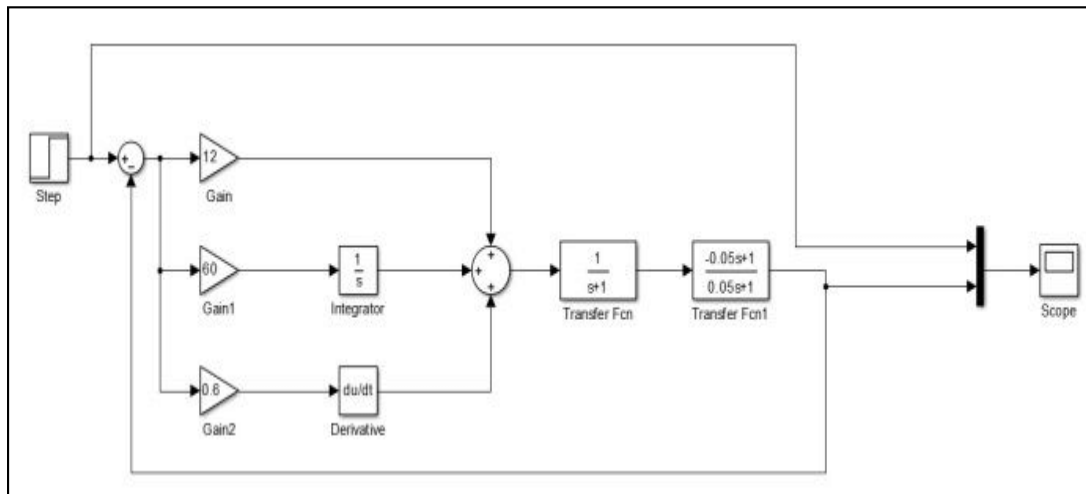 Step
+
−
12
Gain
60
Gain1
1
s
Integrator
0.6
Gain2
du/dt
Derivative
+
+
+
1
s+1
Transfer Fcn
-0.05s+1
0.05s+1
Transfer Fcn1
Scope